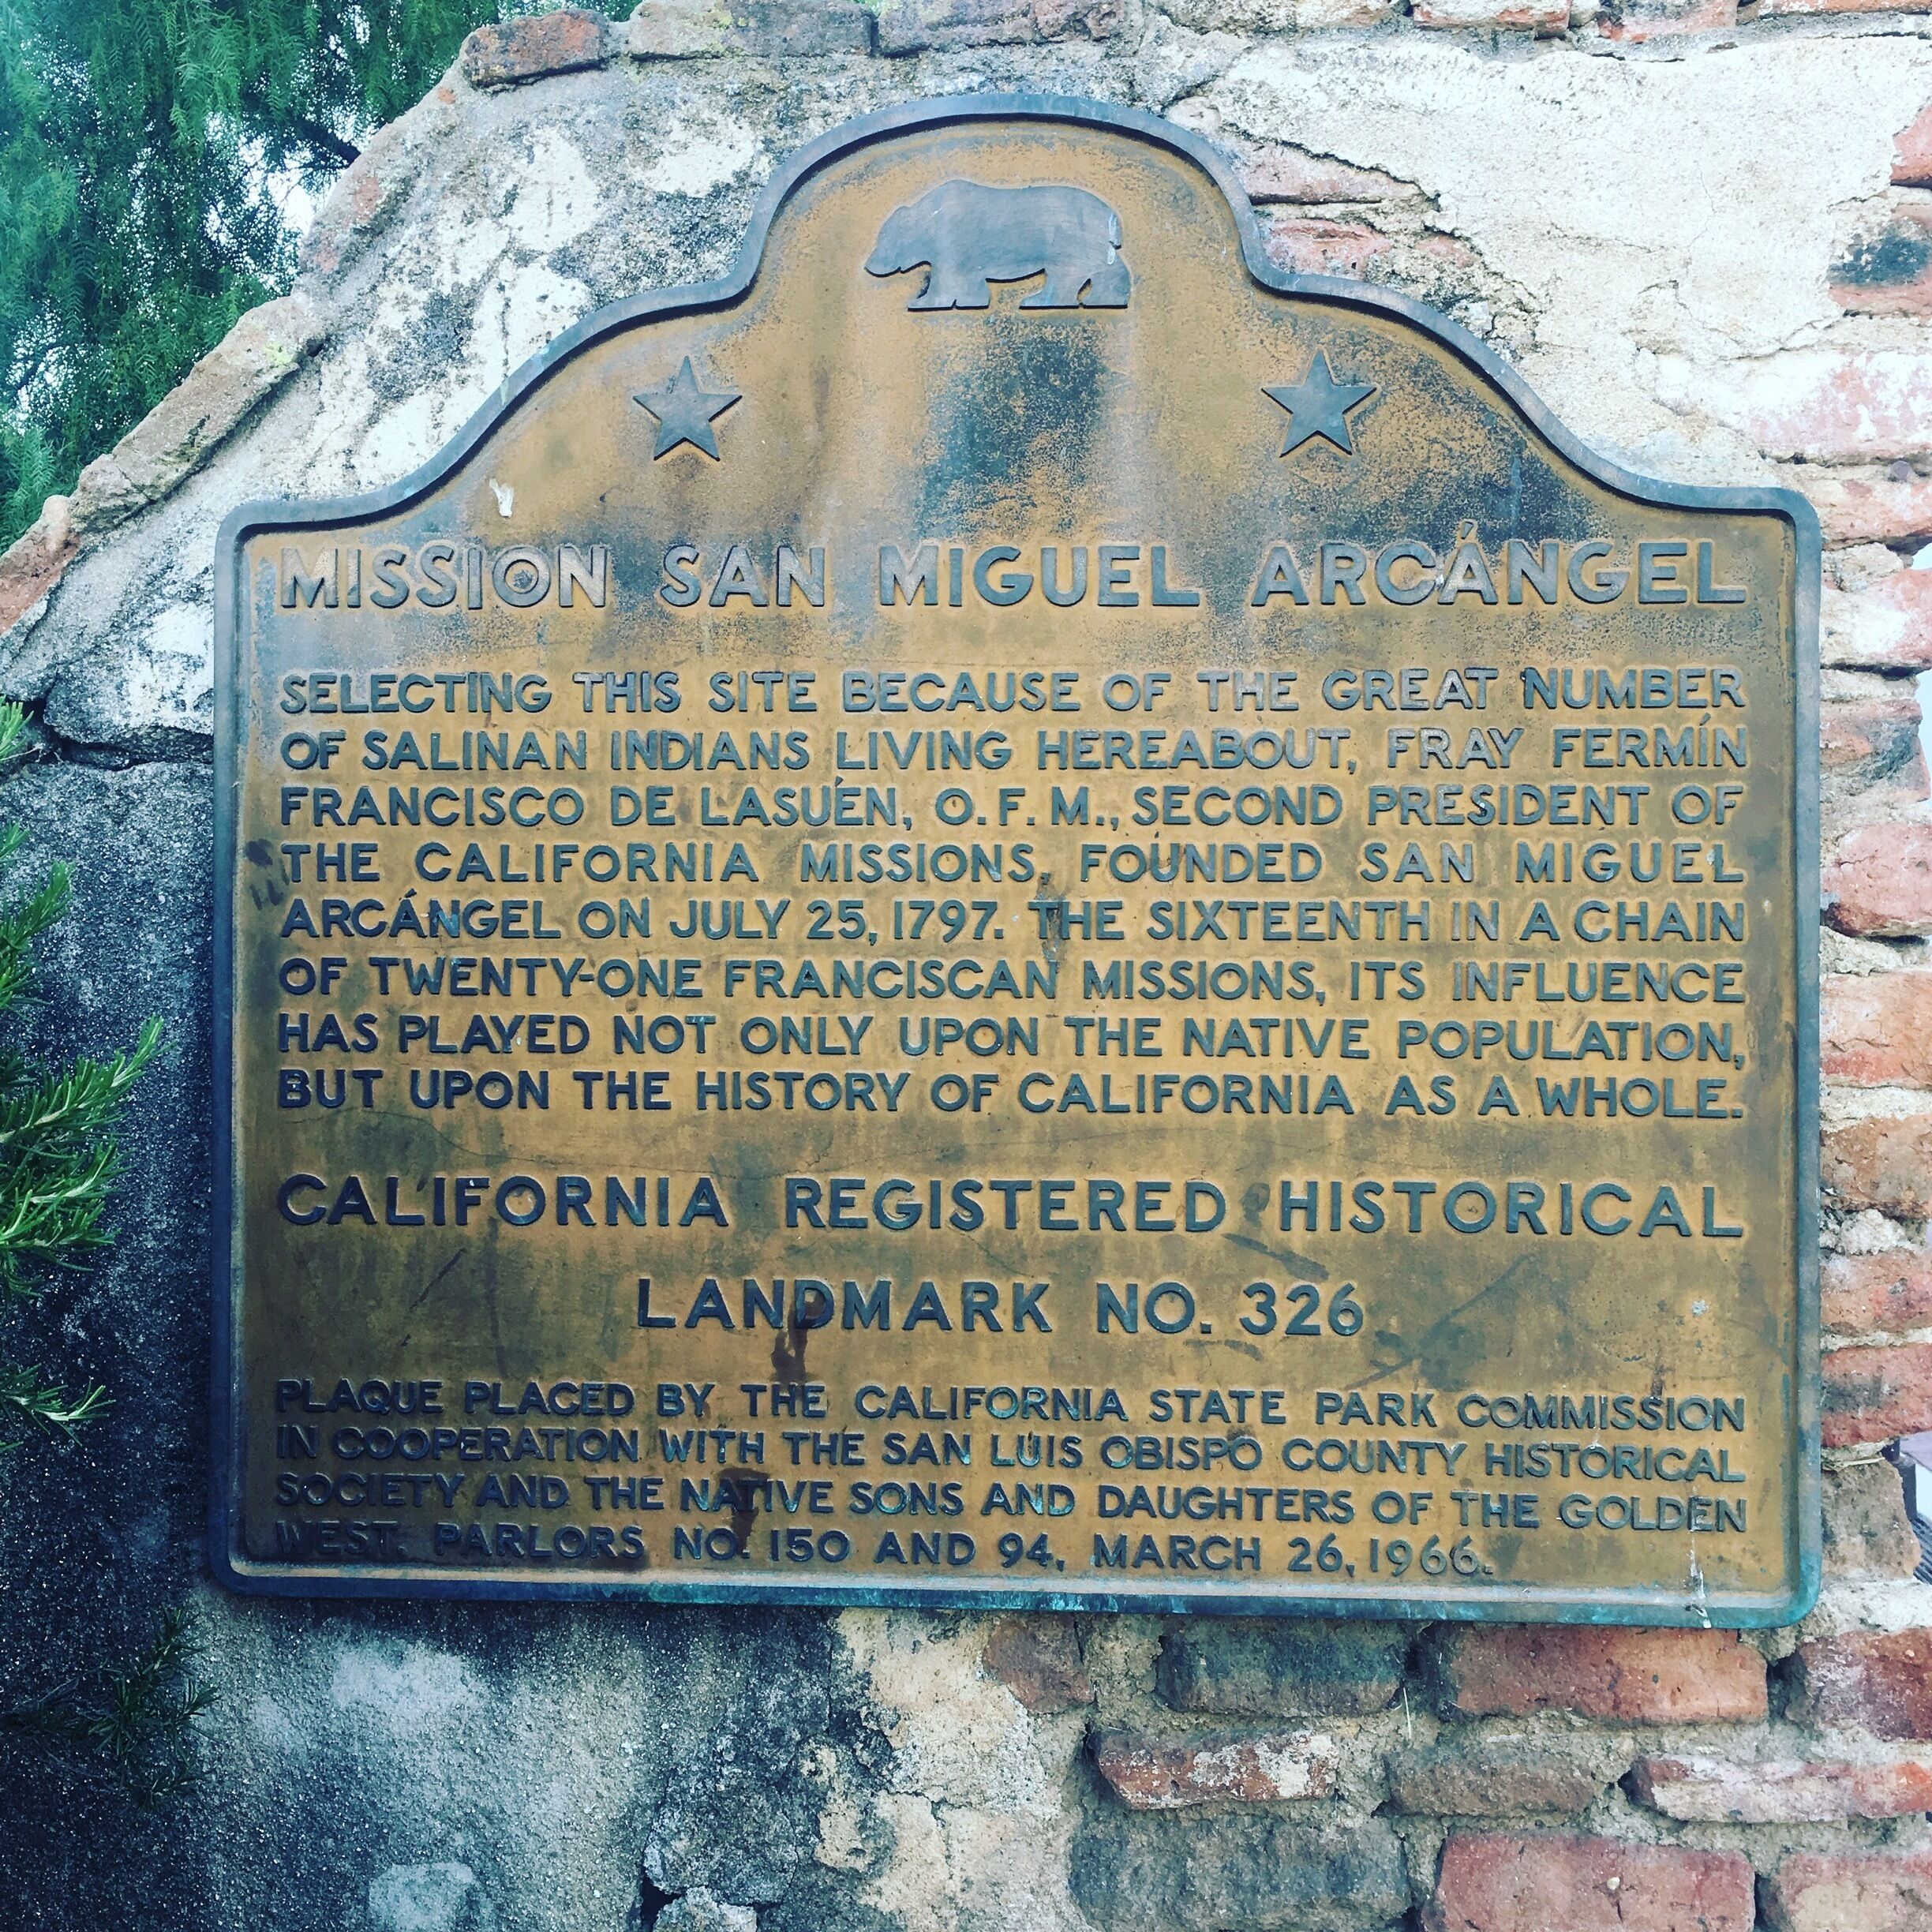 MISSION SAN MIGUEL ARCÁNGEL
SELECTING THIS SITE BECAUSE OF THE GREAT NUMBER
OF SALINAN INDIANS LIVING HEREABOUT, FRAY FERMÍN
FRANCISCO DE LASUÉN, O.F.M., SECOND PRESIDENT OF
THE CALIFORNIA MISSIONS, FOUNDED SAN MIGUEL
ARCÁNGEL ON JULY 25, 1797. THE SIXTEENTH IN A CHAIN
OF TWENTY-ONE FRANCISCAN MISSIONS, ITS INFLUENCE
HAS PLAYED NOT ONLY UPON THE NATIVE POPULATION,
BUT UPON THE HISTORY OF CALIFORNIA AS A WHOLE.
CALIFORNIA REGISTERED HISTORICAL
LANDMARK NO. 326
PLAQUE PLACED BY THE CALIFORNIA STATE PARK COMMISSION
IN COOPERATION WITH THE SAN LUIS OBISPO COUNTY HISTORICAL
SOCIETY AND THE NATIVE SONS AND DAUGHTERS OF THE GOLDEN
WEST. PARLORS NO. 150 AND 94, MARCH 26, 1966.